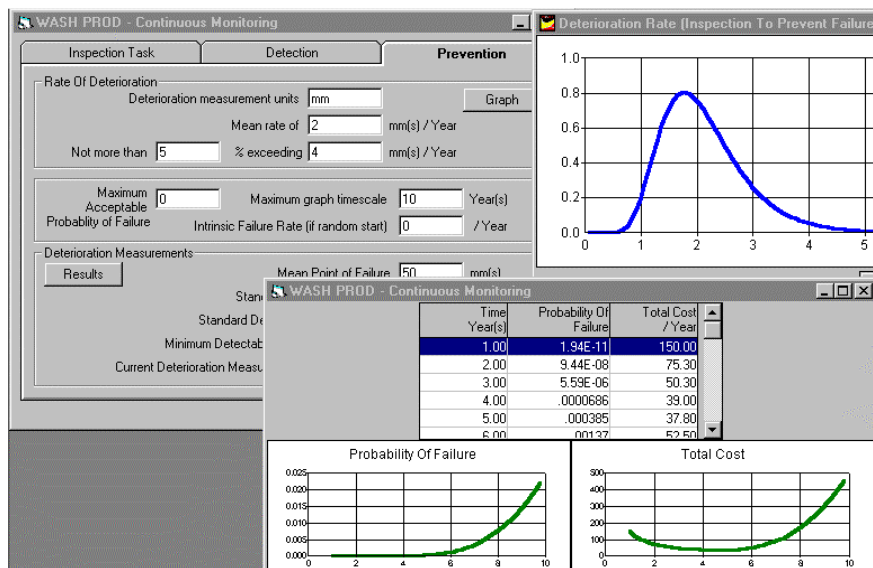 WASH PROD - Continuous Monitoring
Inspection Task
Detection
Prevention
Rate Of Deterioration
Deterioration measurement units mm
Graph
Mean rate of 2 mm(s) / Year
Not more than 5 % exceeding 4 mm(s) / Year
Maximum
Acceptable
Probablity of Failure
0
Maximum graph timescale 10 Year(s)
Intrinsic Failure Rate (if random start) 0 / Year
Deterioration Measurements
Results
Mean Point of Failure 50 mm(s)
Stan
Standard De
Minimum Detectab
Current Deterioration Measu
Deterioration Rate (Inspection To Prevent Failure
1.0
0.8
0.6
0.4
0.2
0.0
0 1 2 3 4 5
WASH PROD - Continuous Monitoring
Time Probability Of Total Cost
Year(s) Failure / Year
1.00 1.94E-11 150.00
2.00 9.44E-08 75.30
3.00 5.59E-06 50.30
4.00 .0000686 39.00
5.00 .000385 37.80
6.00 .00137 52.50
Probability Of Failure
0.025
0.020
0.015
0.010
0.005
0.000
0 2 4 6 8 10
Total Cost
500
400
300
200
100
0
0 2 4 6 8 10